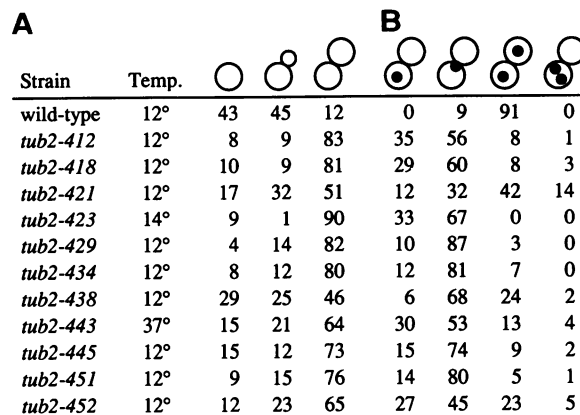 A B
Strain Temp.
wild-type 12° 43 45 12 0 9 91 0
tub2-412 12° 8 9 83 35 56 8 1
tub2-418 12° 10 9 81 29 60 8 3
tub2-421 12° 17 32 51 12 32 42 14
tub2-423 14° 9 1 90 33 67 0 0
tub2-429 12° 4 14 82 10 87 3 0
tub2-434 12° 8 12 80 12 81 7 0
tub2-438 12° 29 25 46 6 68 24 2
tub2-443 37° 15 21 64 30 53 13 4
tub2-445 12° 15 12 73 15 74 9 2
tub2-451 12° 9 15 76 14 80 5 1
tub2-452 12° 12 23 65 27 45 23 5